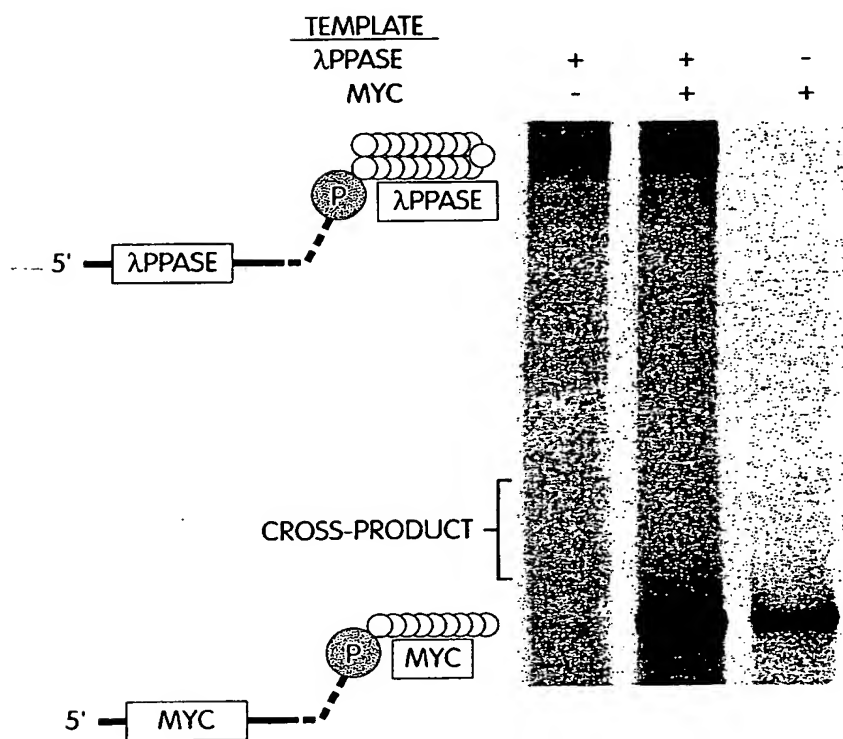 TEMPLATE
λPPASE + + -
MYC - + +
P
λPPASE
5' λPPASE
CROSS-PRODUCT
P
MYC
5' MYC